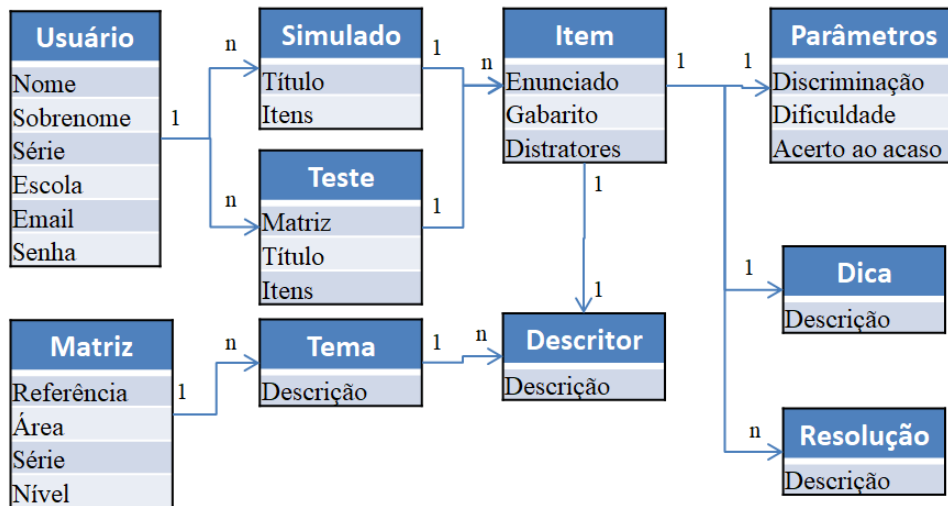 Usuário
Nome
Sobrenome
Série
Escola
Email
Senha
1
n
n
Simulado
Título
Itens
1
Teste
Matriz
Título
Itens
1
n
Item
Enunciado
Gabarito
Distratores
1
1
Parâmetros
Discriminação
Dificuldade
Acerto ao acaso
1
1
1
Dica
Descrição
n
Resolução
Descrição
Matriz
Referência
Área
Série
Nível
1
n
Tema
Descrição
1
n
Descritor
Descrição